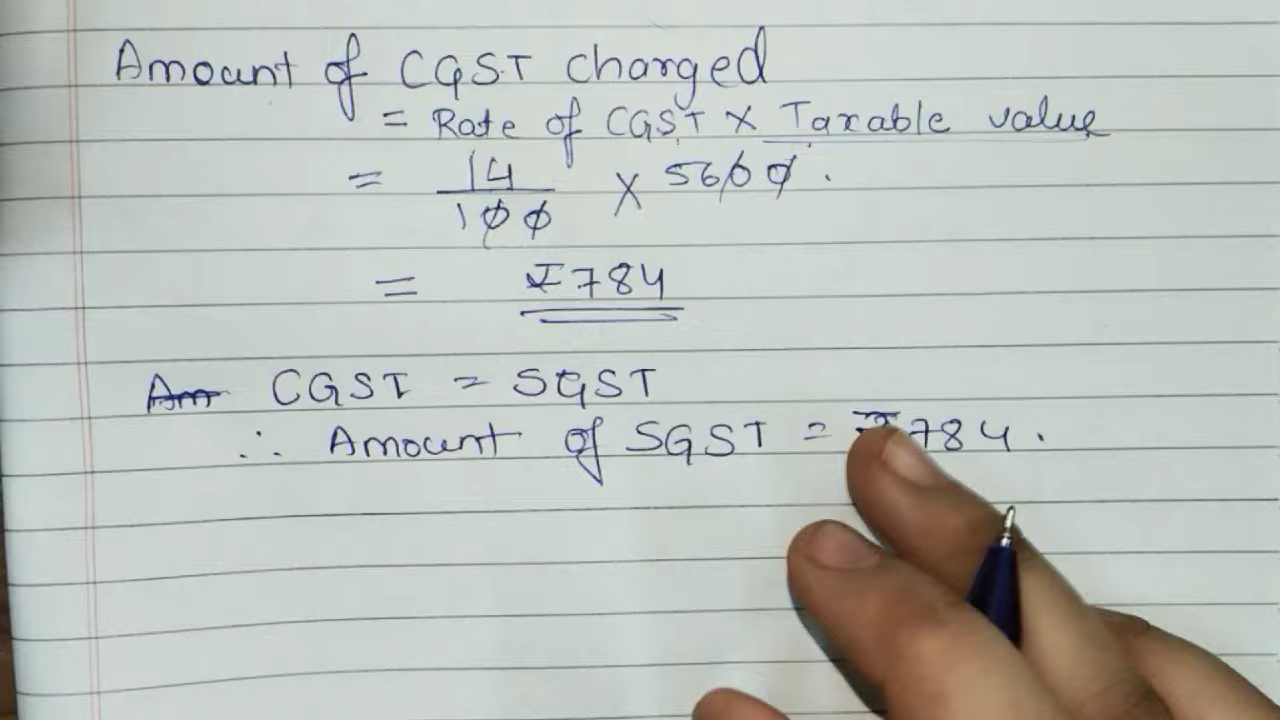 Amount of CGST charged
= Rate of CGST X Taxable value
= 14/100 X 5600.
= ₹784
Am CGST = SGST
∴ Amount of SGST = ₹784.